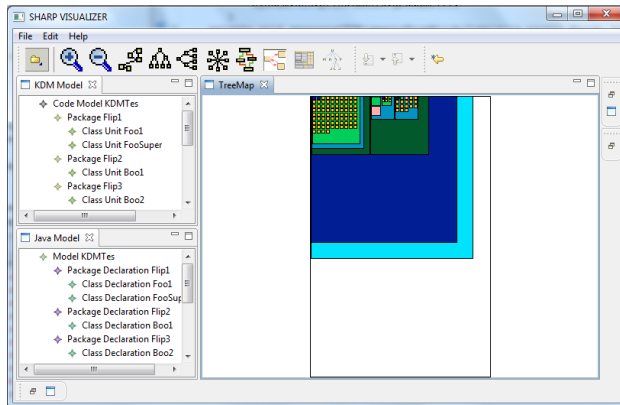 SHARP VISUALIZER
File Edit Help
KDM Model
Code Model KDMTes
Package Flip1
Class Unit Foo1
Class Unit FooSuper
Package Flip2
Class Unit Boo1
Package Flip3
Class Unit Boo2
Java Model
Model KDMTes
Package Declaration Flip1
Class Declaration Foo1
Class Declaration FooSup
Package Declaration Flip2
Class Declaration Boo1
Package Declaration Flip3
Class Declaration Boo2
TreeMap